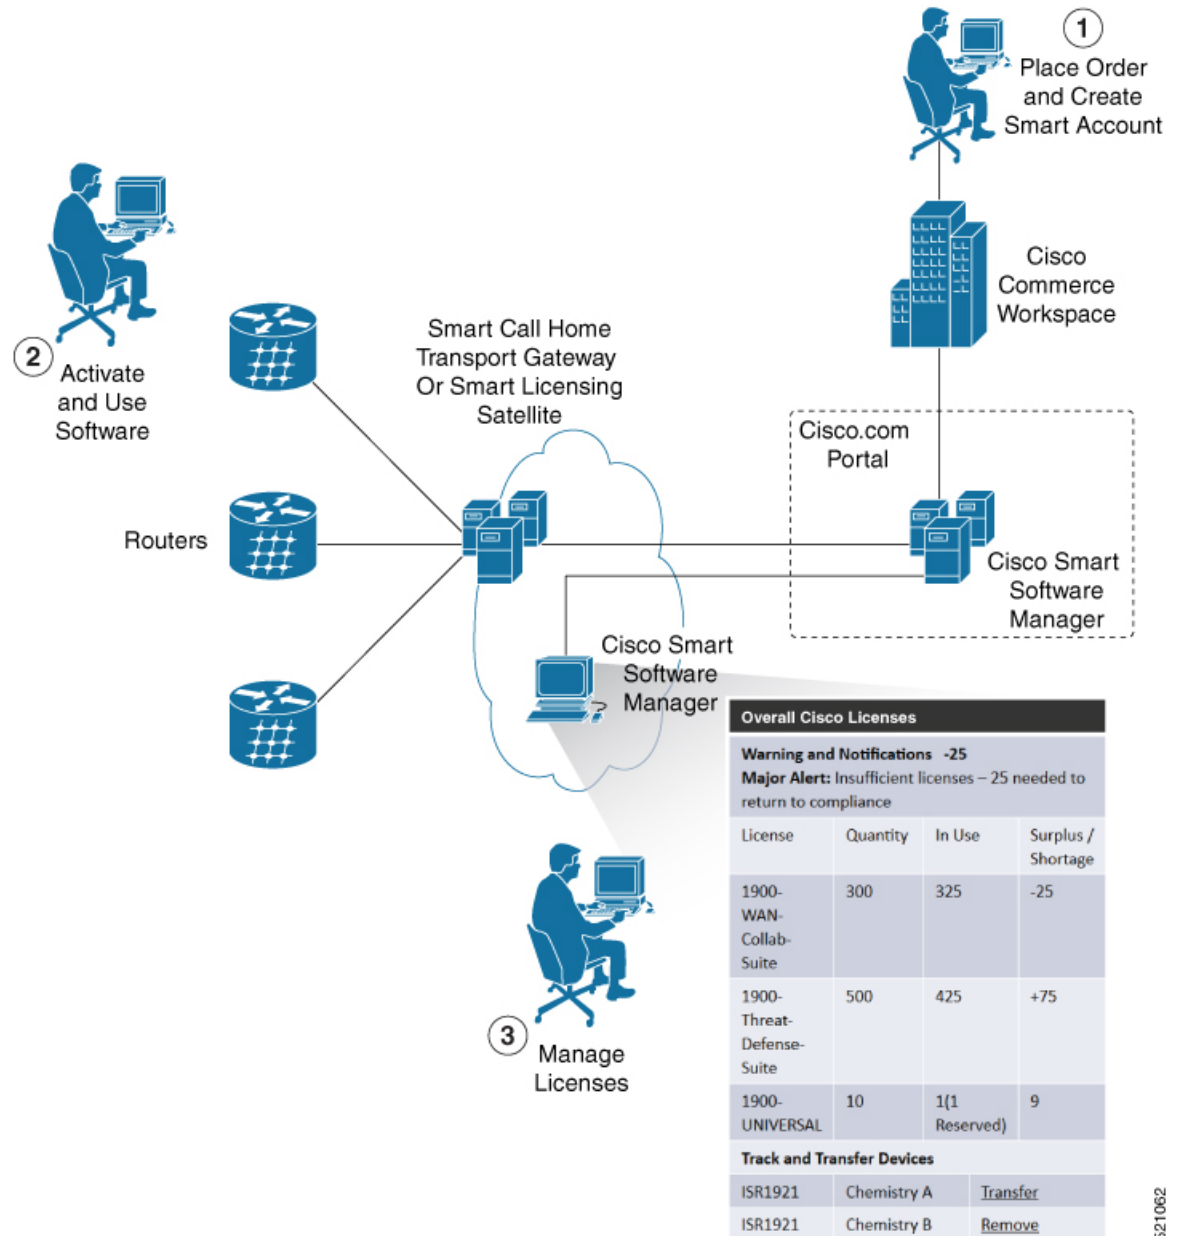 1
Place Order
and Create
Smart Account
Cisco
Commerce
Workspace
2
Activate
and Use
Software
Smart Call Home
Transport Gateway
Or Smart Licensing
Satellite
Cisco.com
Portal
Routers
Cisco Smart
Software
Manager
Cisco Smart
Software
Manager
Overall Cisco Licenses
Warning and Notifications -25
Major Alert: Insufficient licenses – 25 needed to
return to compliance
License Quantity In Use Surplus /
Shortage
1900- 300 325 -25
WAN-
Collab-
Suite
1900- 500 425 +75
Threat-
Defense-
Suite
1900- 10 1(1 9
UNIVERSAL Reserved)
Track and Transfer Devices
ISR1921 Chemistry A Transfer
ISR1921 Chemistry B Remove
3
Manage
Licenses
521062